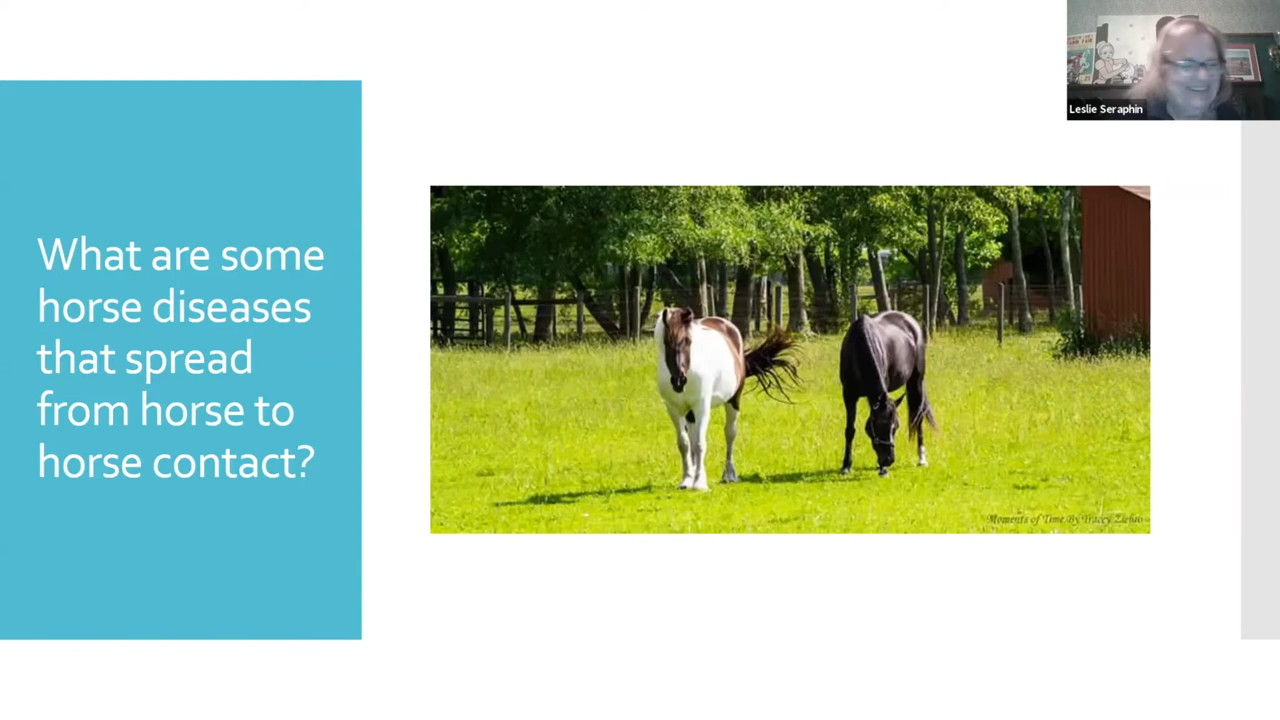 Leslie Seraphin
What are some
horse diseases
that spread
from horse to
horse contact?
Moments of Time By Tracey